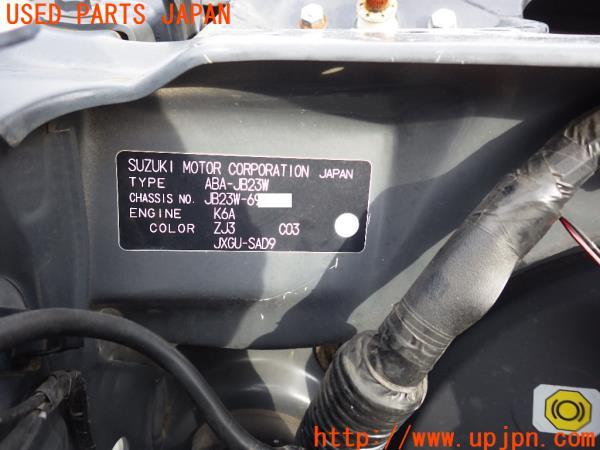 USED PARTS JAPAN
SUZUKI MOTOR CORPORATION JAPAN
TYPE ABA-JB23W
CHASSIS NO. JB23W-69
ENGINE K6A
COLOR ZJ3 C03
JXGU-SAD9
http://www.upjpn.com/